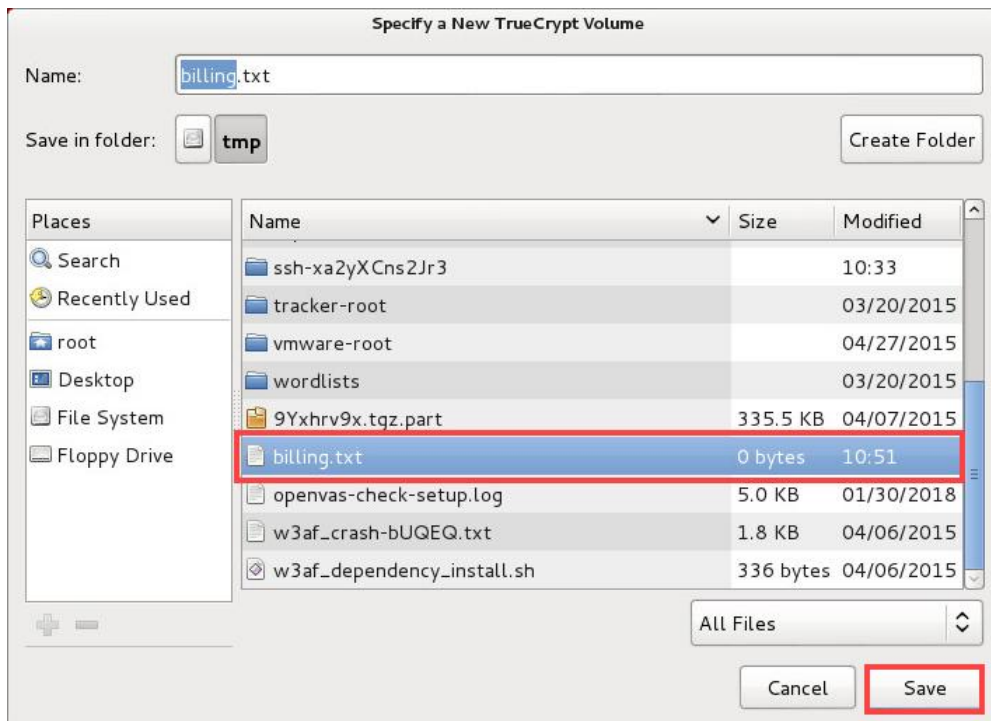 Specify a New TrueCrypt Volume
Name:
billing.txt
Save in folder:
tmp
Create Folder
Places
Name
Size
Modified
Search
Recently Used
root
Desktop
File System
Floppy Drive
ssh-xa2yXCns2Jr3
10:33
tracker-root
03/20/2015
vmware-root
04/27/2015
wordlists
03/20/2015
9Yxhrv9x.tgz.part
335.5 KB
04/07/2015
billing.txt
0 bytes
10:51
openvas-check-setup.log
5.0 KB
01/30/2018
w3af_crash-bUQEQ.txt
1.8 KB
04/06/2015
w3af_dependency_install.sh
336 bytes
04/06/2015
All Files
Cancel
Save